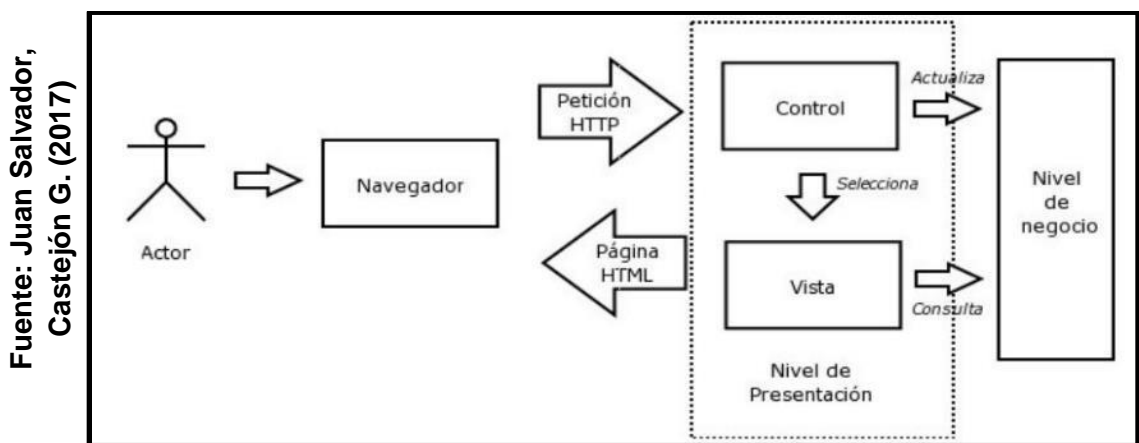 Fuente: Juan Salvador,
Castejón G. (2017)
Actor
Navegador
Petición
HTTP
Página
HTML
Control
Selecciona
Vista
Nivel de
Presentación
Actualiza
Consulta
Nivel
de
negocio